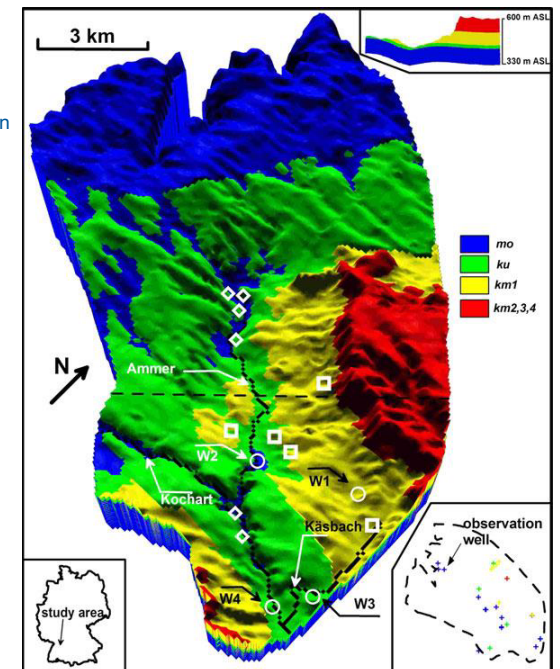 3 km
600 m ASL
330 m ASL
n
mo
ku
km1
km2,3,4
N
Ammer
W2
W1
Kochart
Käsbach
observation
well
study area
W4
W3